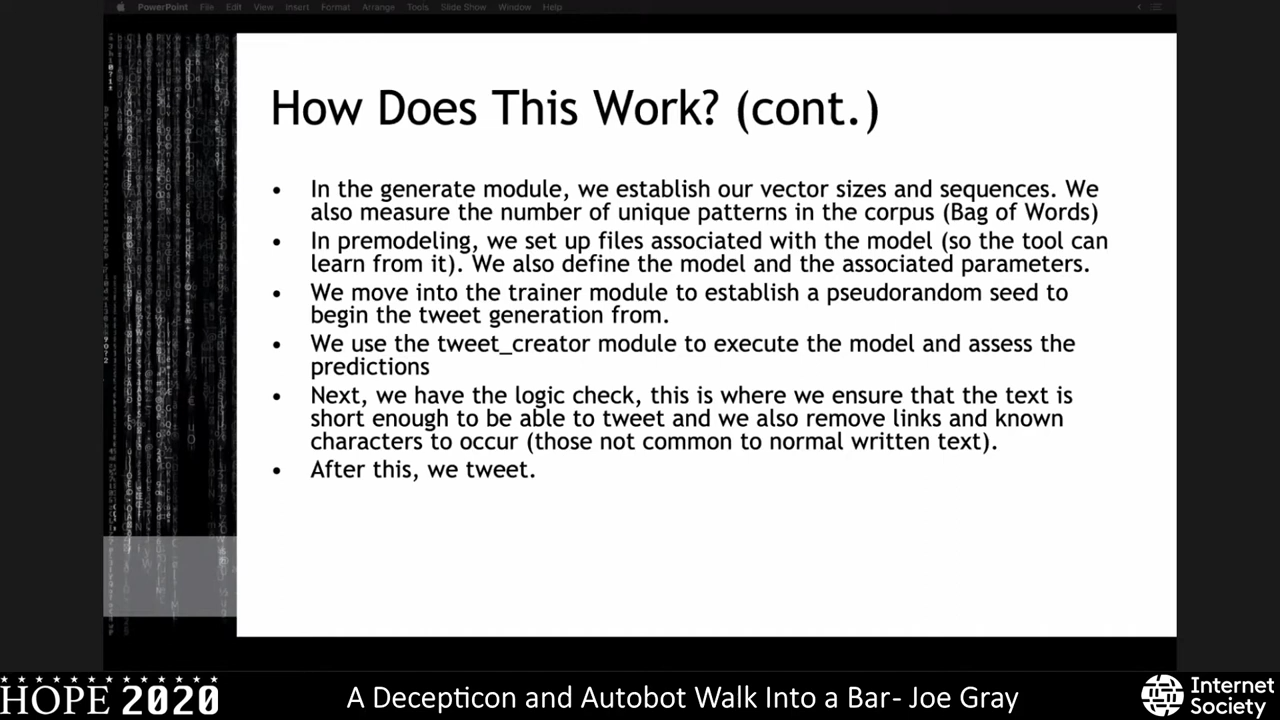 PowerPoint File Edit View Insert Format Arrange Tools Slide Show Window Help
How Does This Work? (cont.)
• In the generate module, we establish our vector sizes and sequences. We
also measure the number of unique patterns in the corpus (Bag of Words)
• In premodeling, we set up files associated with the model (so the tool can
learn from it). We also define the model and the associated parameters.
• We move into the trainer module to establish a pseudorandom seed to
begin the tweet generation from.
• We use the tweet_creator module to execute the model and assess the
predictions
• Next, we have the logic check, this is where we ensure that the text is
short enough to be able to tweet and we also remove links and known
characters to occur (those not common to normal written text).
• After this, we tweet.
HOPE 2020
A Decepticon and Autobot Walk Into a Bar- Joe Gray
Internet
Society